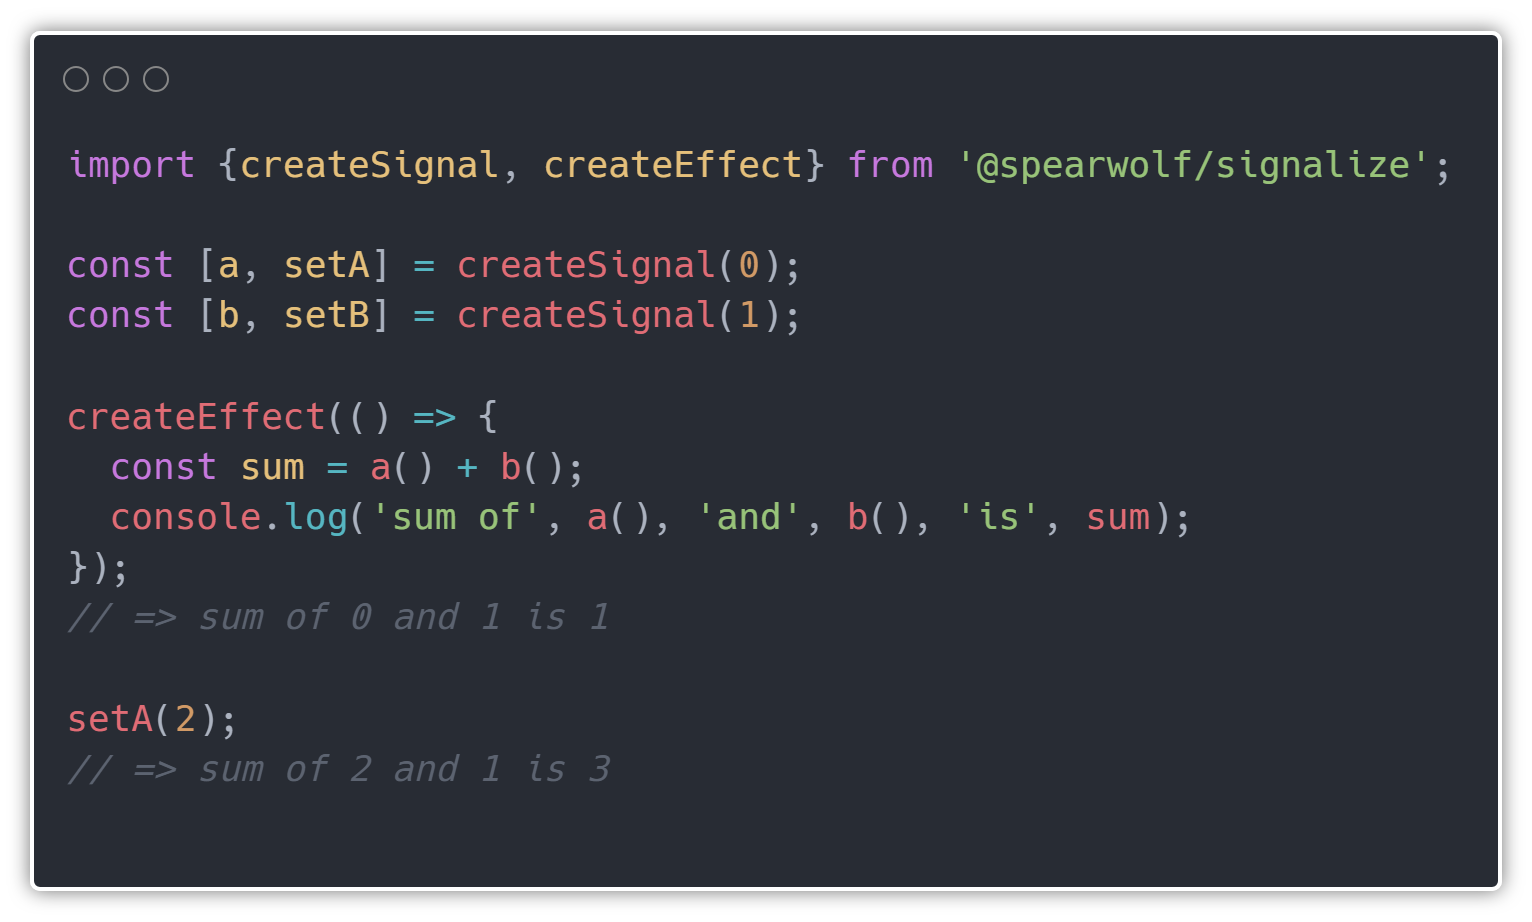 import {createSignal, createEffect} from '@spearwolf/signalize';

const [a, setA] = createSignal(0);
const [b, setB] = createSignal(1);

createEffect(() => {
  const sum = a() + b();
  console.log('sum of', a(), 'and', b(), 'is', sum);
});
// => sum of 0 and 1 is 1

setA(2);
// => sum of 2 and 1 is 3